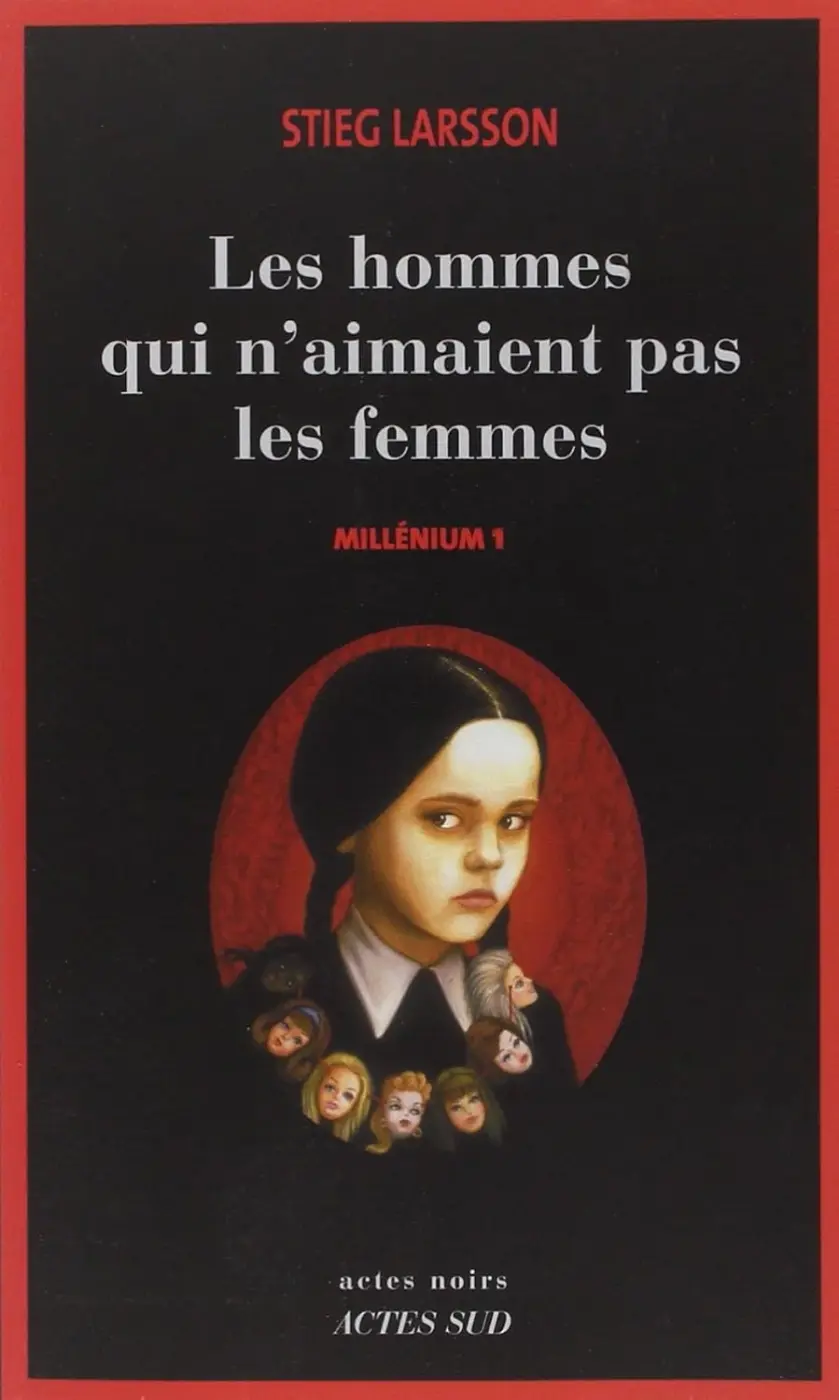 STIEG LARSSON
Les hommes
qui n'aimaient pas
les femmes
MILLÉNIUM 1
actes noirs
ACTES SUD